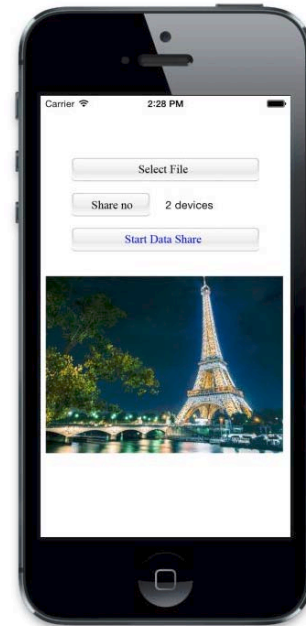 Carrier 2:28 PM
Select File
Share no 2 devices
Start Data Share